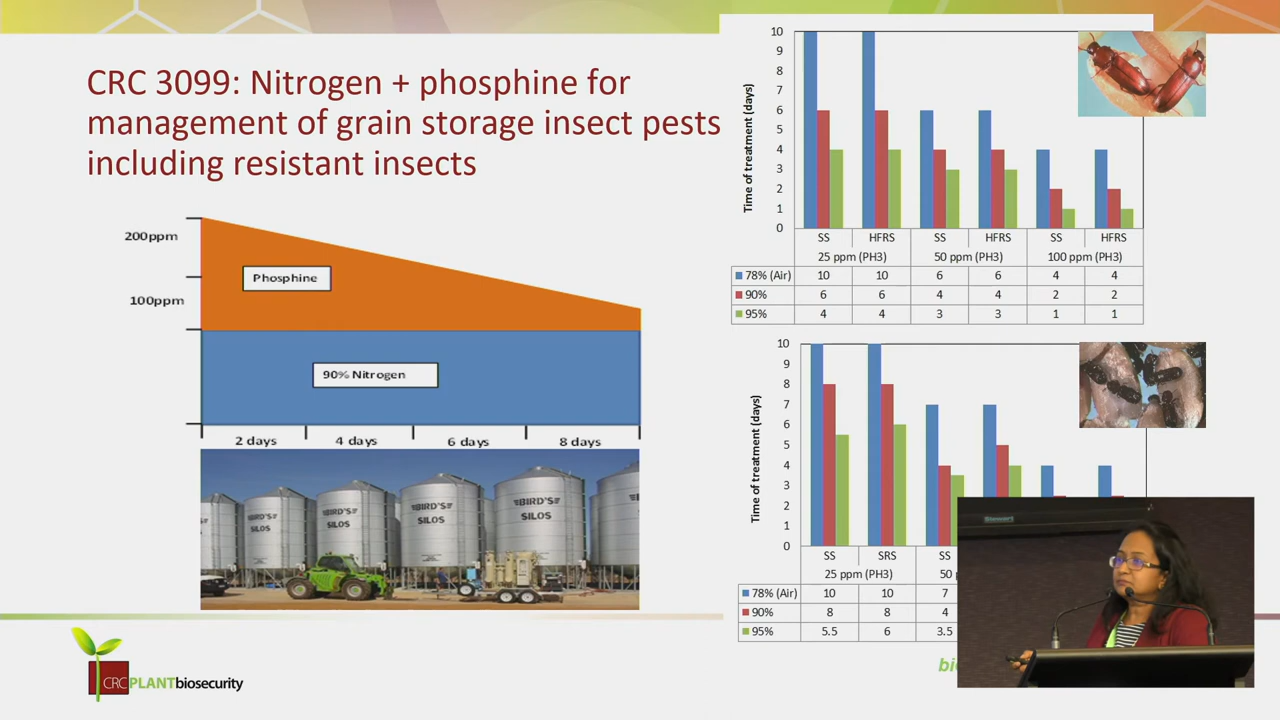 CRC 3099: Nitrogen + phosphine for
management of grain storage insect pests
including resistant insects
200ppm
Phosphine
100ppm
90% Nitrogen
2 days 4 days 6 days 8 days
BIRD'S SILOS
BIRD'S SILOS
BIRD'S SILOS
BIRD'S SILOS
CRCPLANTbiosecurity
Time of treatment (days)
10
9
8
7
6
5
4
3
2
1
0
SS HFRS SS HFRS SS HFRS
25 ppm (PH3) 50 ppm (PH3) 100 ppm (PH3)
78% (Air) 10 10 6 6 4 4
90% 6 6 4 4 2 2
95% 4 4 3 3 1 1
Time of treatment (days)
10
9
8
7
6
5
4
3
2
1
0
SS SRS SS
25 ppm (PH3) 50
78% (Air) 10 10 7
90% 8 8 4
95% 5.5 6 3.5